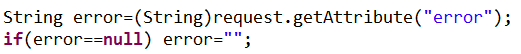 String error=(String)request.getAttribute("error");
if(error==null) error="";